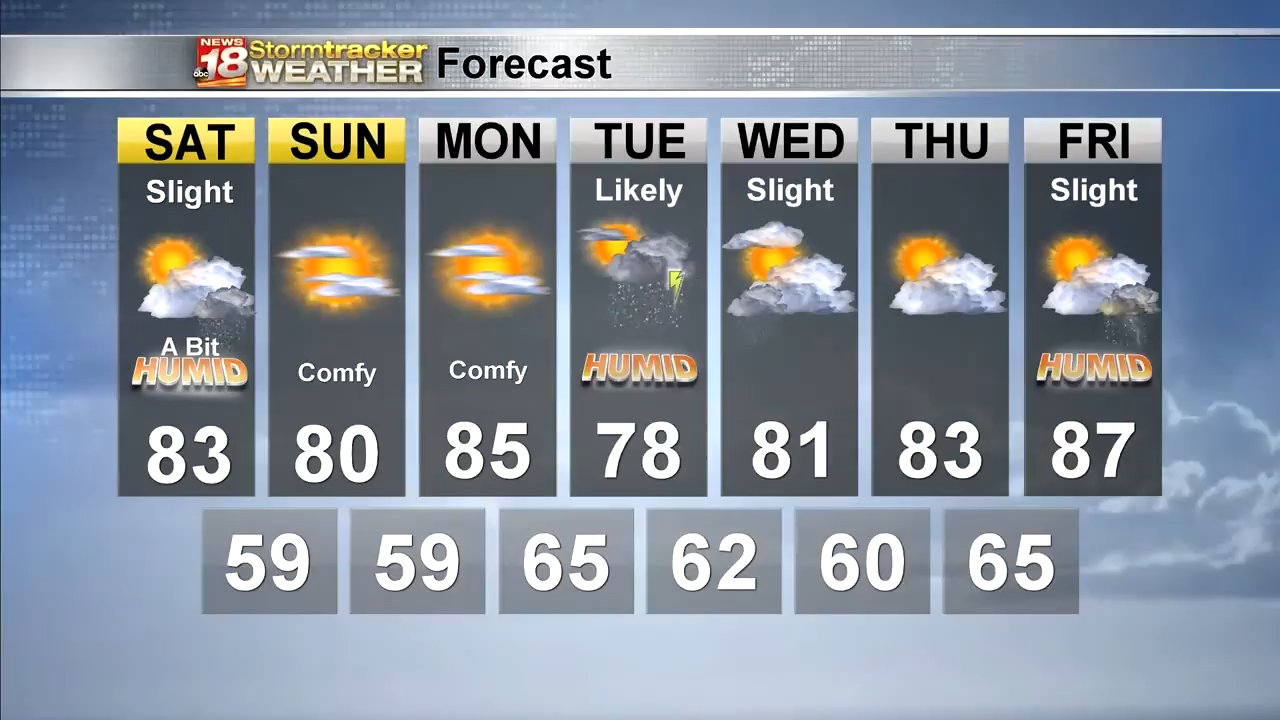 NEWS
abc 18
Stormtracker
WEATHER
Forecast
SAT SUN MON TUE WED THU FRI
Slight Likely Slight Slight
A Bit
HUMID Comfy Comfy HUMID HUMID
83 80 85 78 81 83 87
59 59 65 62 60 65